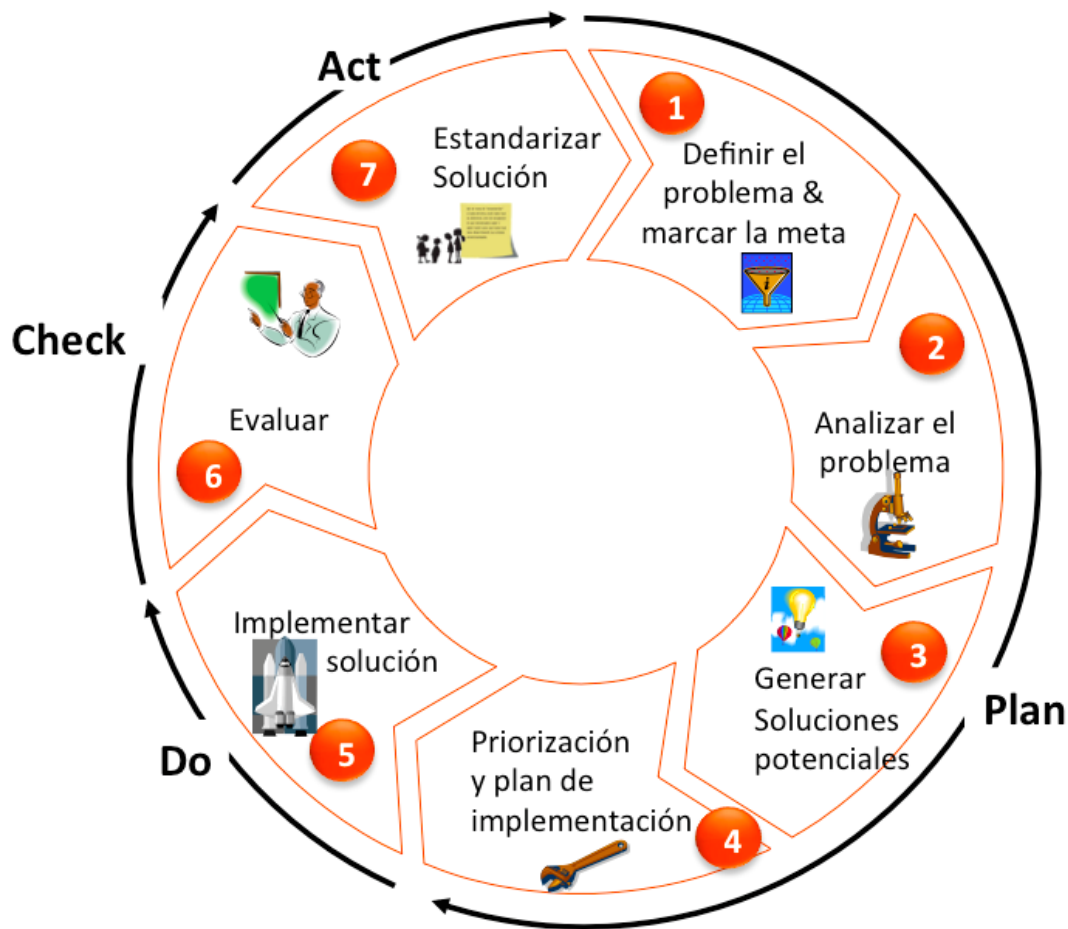 Act
1
Definir el
problema &
marcar la meta
2
Analizar el
problema
3
Generar
Soluciones
potenciales
Plan
4
Priorización
y plan de
implementación
5
Implementar
solución
Do
6
Evaluar
Check
7
Estandarizar
Solución